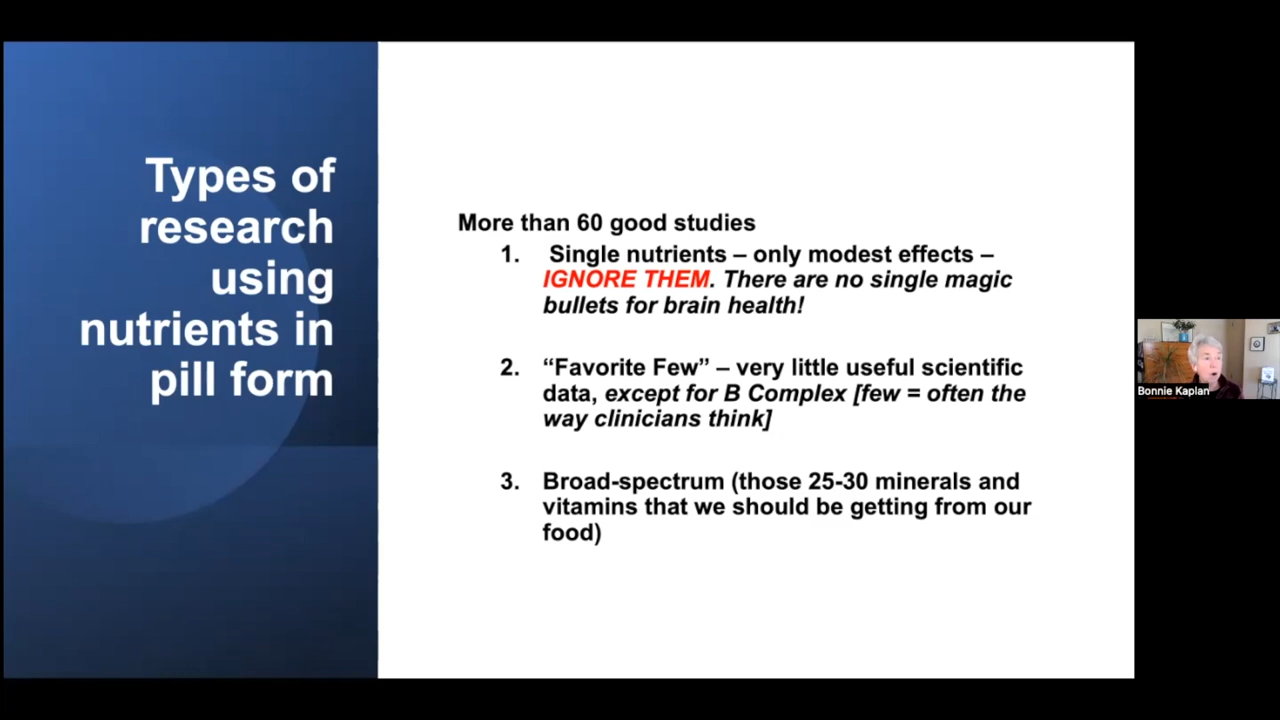 Types of
research
using
nutrients in
pill form
More than 60 good studies
1. Single nutrients – only modest effects –
IGNORE THEM. There are no single magic
bullets for brain health!
2. “Favorite Few” – very little useful scientific
data, except for B Complex [few = often the
way clinicians think]
3. Broad-spectrum (those 25-30 minerals and
vitamins that we should be getting from our
food)
Bonnie Kaplan